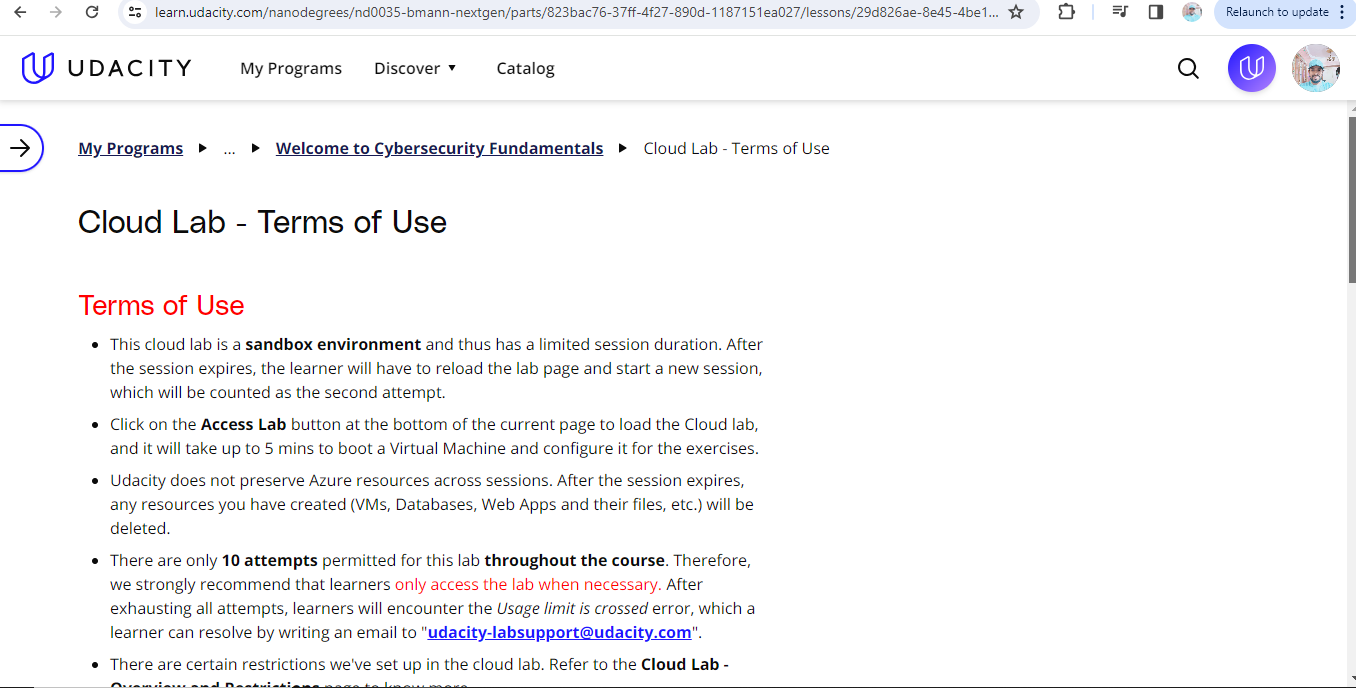 learn.udacity.com/nanodegrees/nd0035-bmann-nextgen/parts/823bac76-37ff-4f27-890d-1187151ea027/lessons/29d826ae-8e45-4be1...
Relaunch to update
UDACITY
My Programs
Discover
Catalog
My Programs ... Welcome to Cybersecurity Fundamentals Cloud Lab - Terms of Use
Cloud Lab - Terms of Use
Terms of Use
This cloud lab is a sandbox environment and thus has a limited session duration. After
the session expires, the learner will have to reload the lab page and start a new session,
which will be counted as the second attempt.
Click on the Access Lab button at the bottom of the current page to load the Cloud lab,
and it will take up to 5 mins to boot a Virtual Machine and configure it for the exercises.
Udacity does not preserve Azure resources across sessions. After the session expires,
any resources you have created (VMs, Databases, Web Apps and their files, etc.) will be
deleted.
There are only 10 attempts permitted for this lab throughout the course. Therefore,
we strongly recommend that learners only access the lab when necessary. After
exhausting all attempts, learners will encounter the Usage limit is crossed error, which a
learner can resolve by writing an email to "udacity-labsupport@udacity.com".
There are certain restrictions we've set up in the cloud lab. Refer to the Cloud Lab -
Overview and Restrictions page to know more.